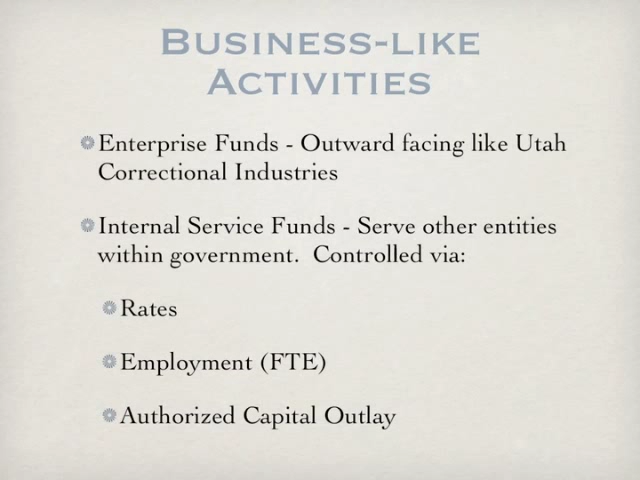 Business-like
Activities
Enterprise Funds - Outward facing like Utah
Correctional Industries
Internal Service Funds - Serve other entities
within government. Controlled via:
Rates
Employment (FTE)
Authorized Capital Outlay